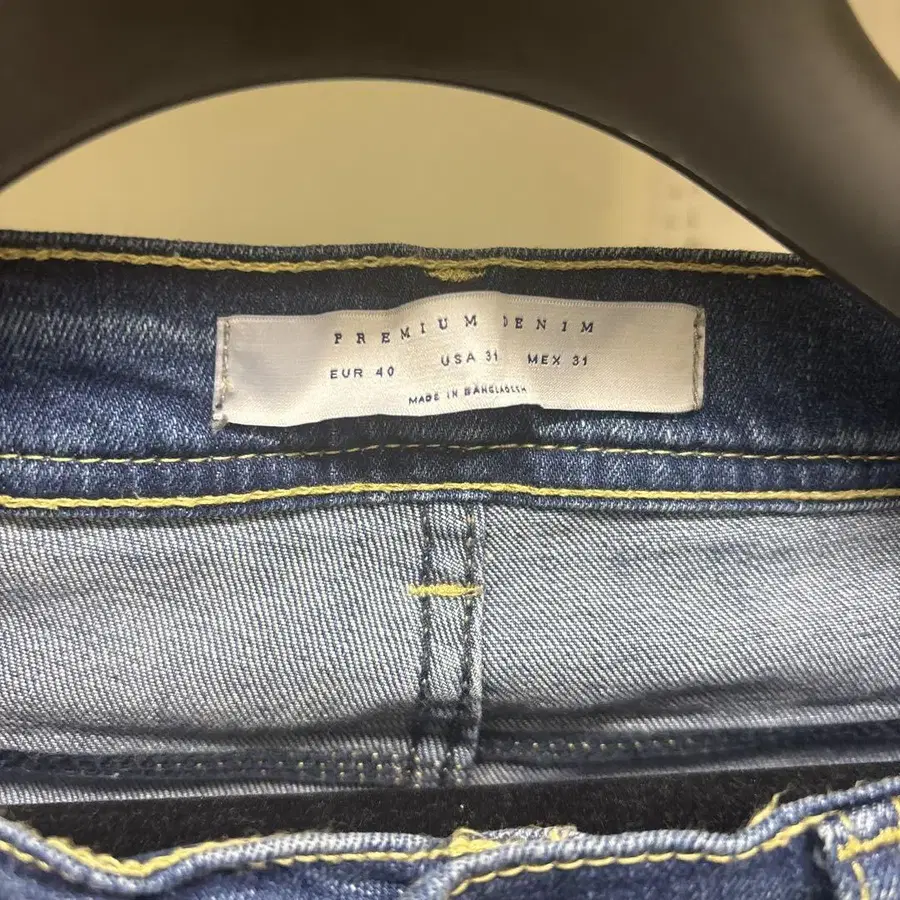 PREMIUM DENIM
EUR 40 USA 31 MEX 31
MADE IN BANGLADESH